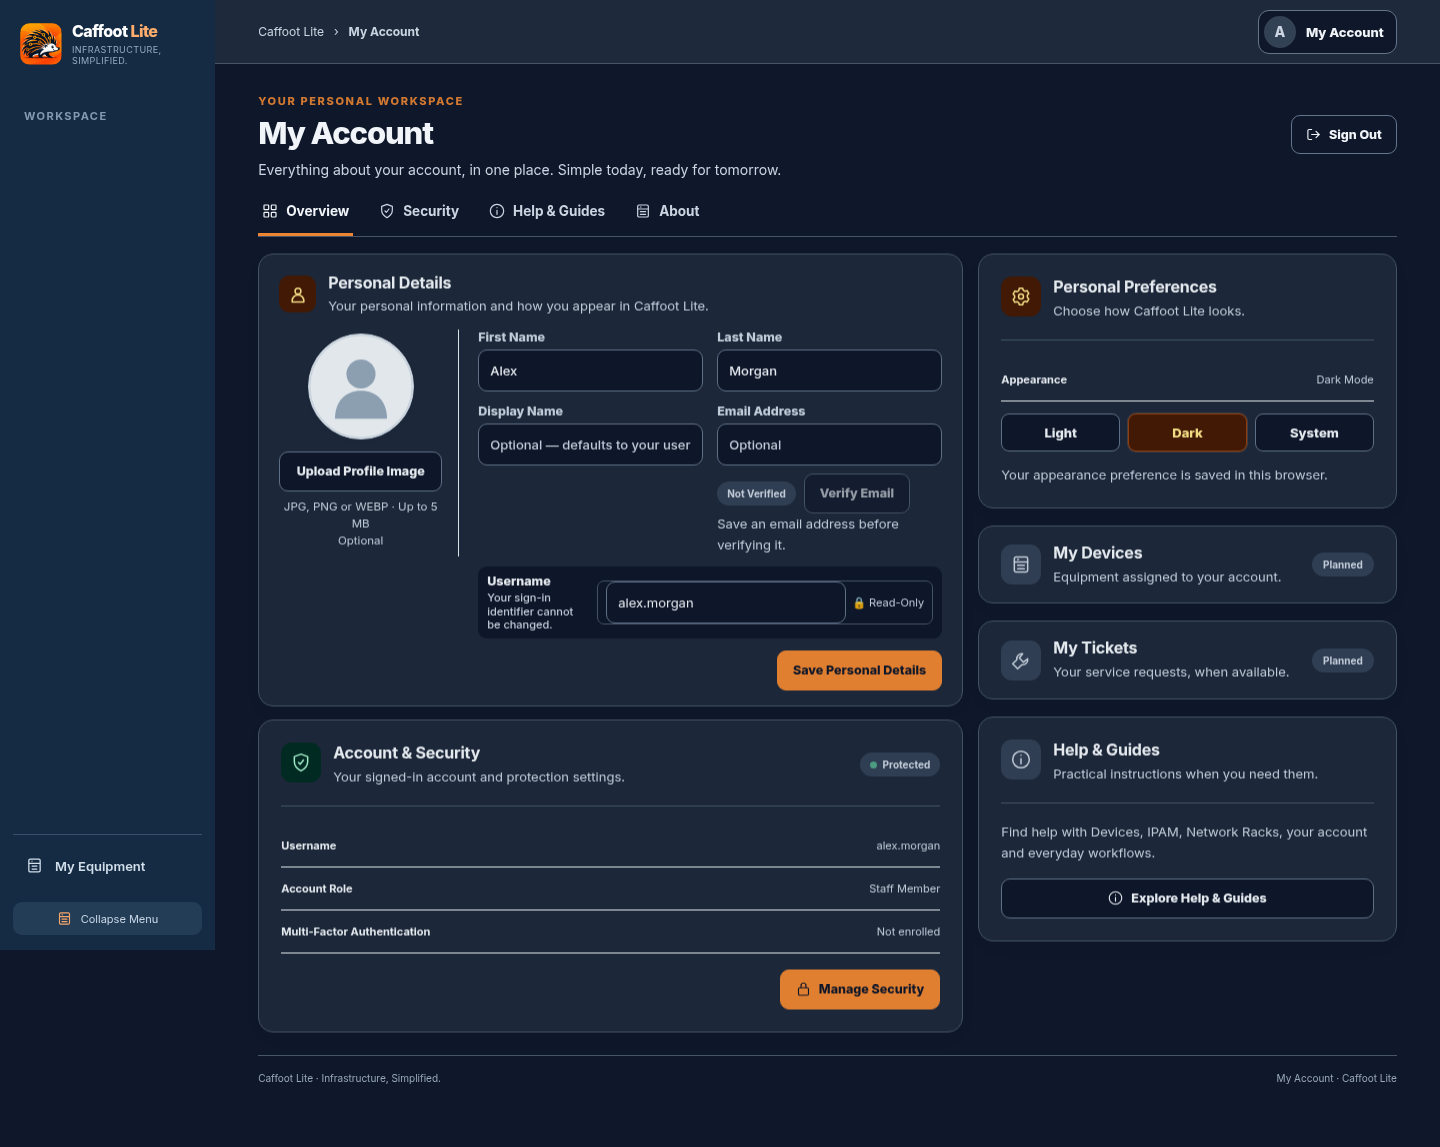 Caffoot Lite
INFRASTRUCTURE,
SIMPLIFIED.
WORKSPACE
My Equipment
Collapse Menu
Caffoot Lite › My Account
A My Account
YOUR PERSONAL WORKSPACE
My Account
Everything about your account, in one place. Simple today, ready for tomorrow.
Sign Out
Overview Security Help & Guides About
Personal Details
Your personal information and how you appear in Caffoot Lite.
Upload Profile Image
JPG, PNG or WEBP · Up to 5
MB
Optional
First Name
Alex
Last Name
Morgan
Display Name
Optional — defaults to your user
Email Address
Optional
Not Verified Verify Email
Save an email address before
verifying it.
Username
Your sign-in
identifier cannot
be changed.
alex.morgan
🔒 Read-Only
Save Personal Details
Account & Security
Your signed-in account and protection settings.
Protected
Username alex.morgan
Account Role Staff Member
Multi-Factor Authentication Not enrolled
Manage Security
Personal Preferences
Choose how Caffoot Lite looks.
Appearance Dark Mode
Light Dark System
Your appearance preference is saved in this browser.
My Devices
Equipment assigned to your account.
Planned
My Tickets
Your service requests, when available.
Planned
Help & Guides
Practical instructions when you need them.
Find help with Devices, IPAM, Network Racks, your account
and everyday workflows.
Explore Help & Guides
Caffoot Lite · Infrastructure, Simplified.
My Account · Caffoot Lite